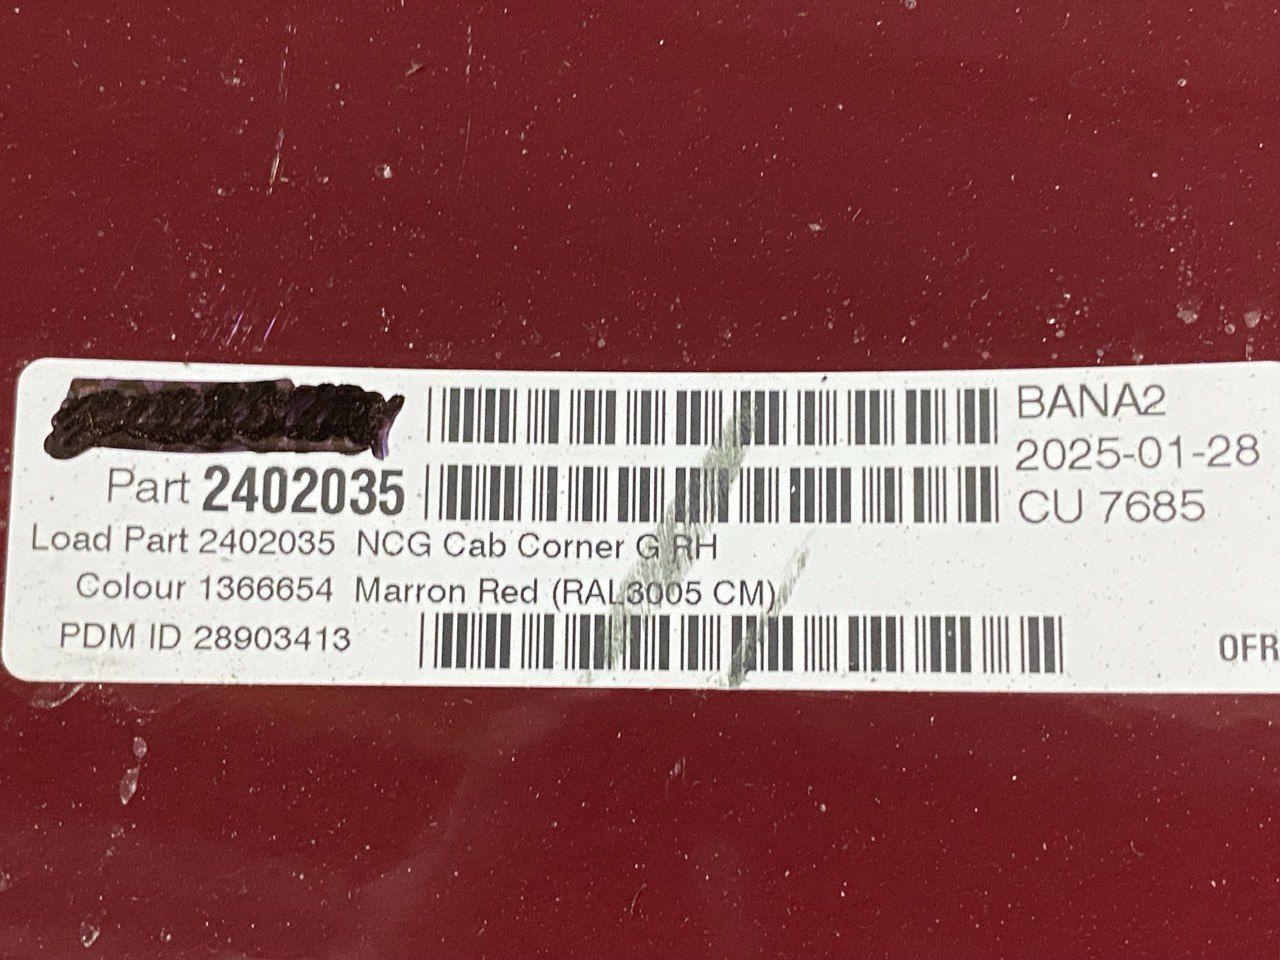 BANA2
2025-01-28
Part 2402035
CU 7685
Load Part 2402035 NCG Cab Corner G RH
Colour 1366654 Marron Red (RAL3005 CM)
PDM ID 28903413
0FR